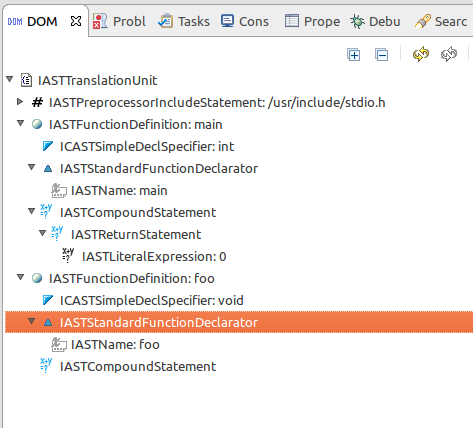 DOM DOM Probl Tasks Cons Prope Debu Searc
IASTTranslationUnit
# IASTPreprocessorIncludeStatement: /usr/include/stdio.h
IASTFunctionDefinition: main
ICASTSimpleDeclSpecifier: int
IASTStandardFunctionDeclarator
IASTName: main
X+Y =? IASTCompoundStatement
X+Y =? IASTReturnStatement
X+Y =? IASTLiteralExpression: 0
IASTFunctionDefinition: foo
ICASTSimpleDeclSpecifier: void
IASTStandardFunctionDeclarator
IASTName: foo
X+Y =? IASTCompoundStatement